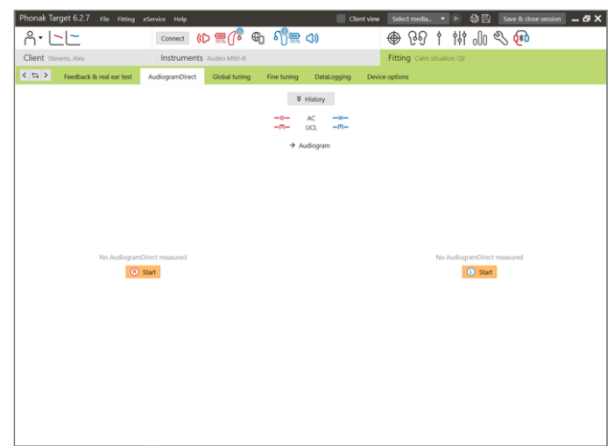 Phonak Target 6.2.7 File Fitting eService Help Client view Select media... Save & close session
Connect
Client Stevens, Alex Instruments Audéo M90-R Fitting Calm situation (2)
Feedback & real ear test AudiogramDirect Global tuning Fine tuning DataLogging Device options
History
AC
UCL
Audiogram
No AudiogramDirect measured No AudiogramDirect measured
R Start L Start